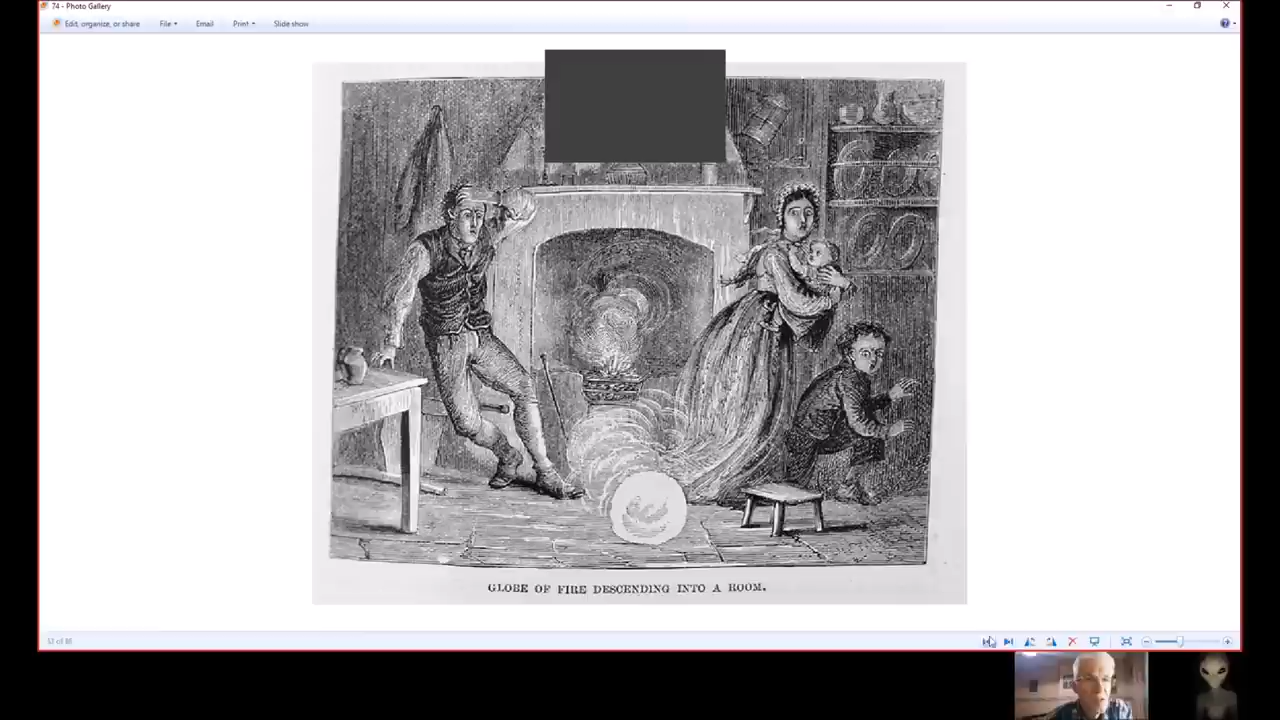 74 - Photo Gallery
Edit, organize, or share File Email Print Slide show
GLOBE OF FIRE DESCENDING INTO A ROOM.